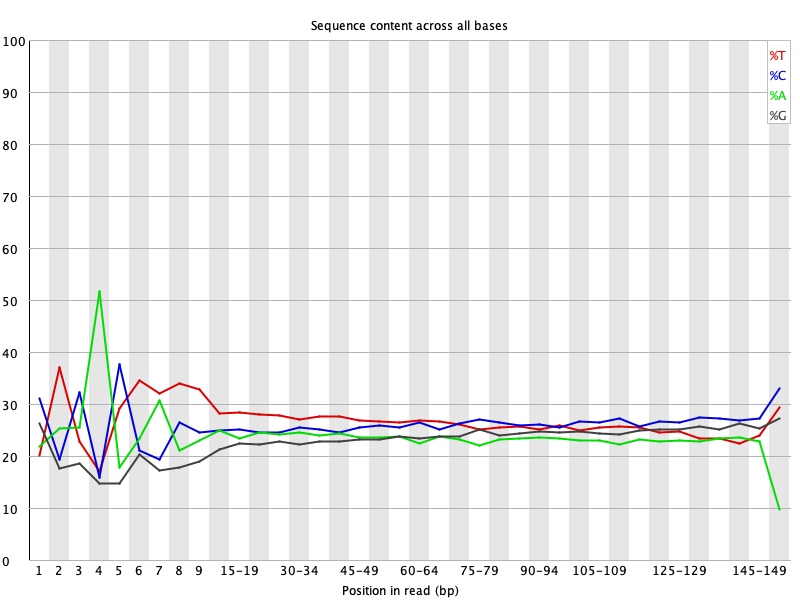 Sequence content across all bases
100
90
80
70
60
50
40
30
20
10
0
%T
%C
%A
%G
1 2 3 4 5 6 7 8 9 15-19 30-34 45-49 60-64 75-79 90-94 105-109 125-129 145-149
Position in read (bp)